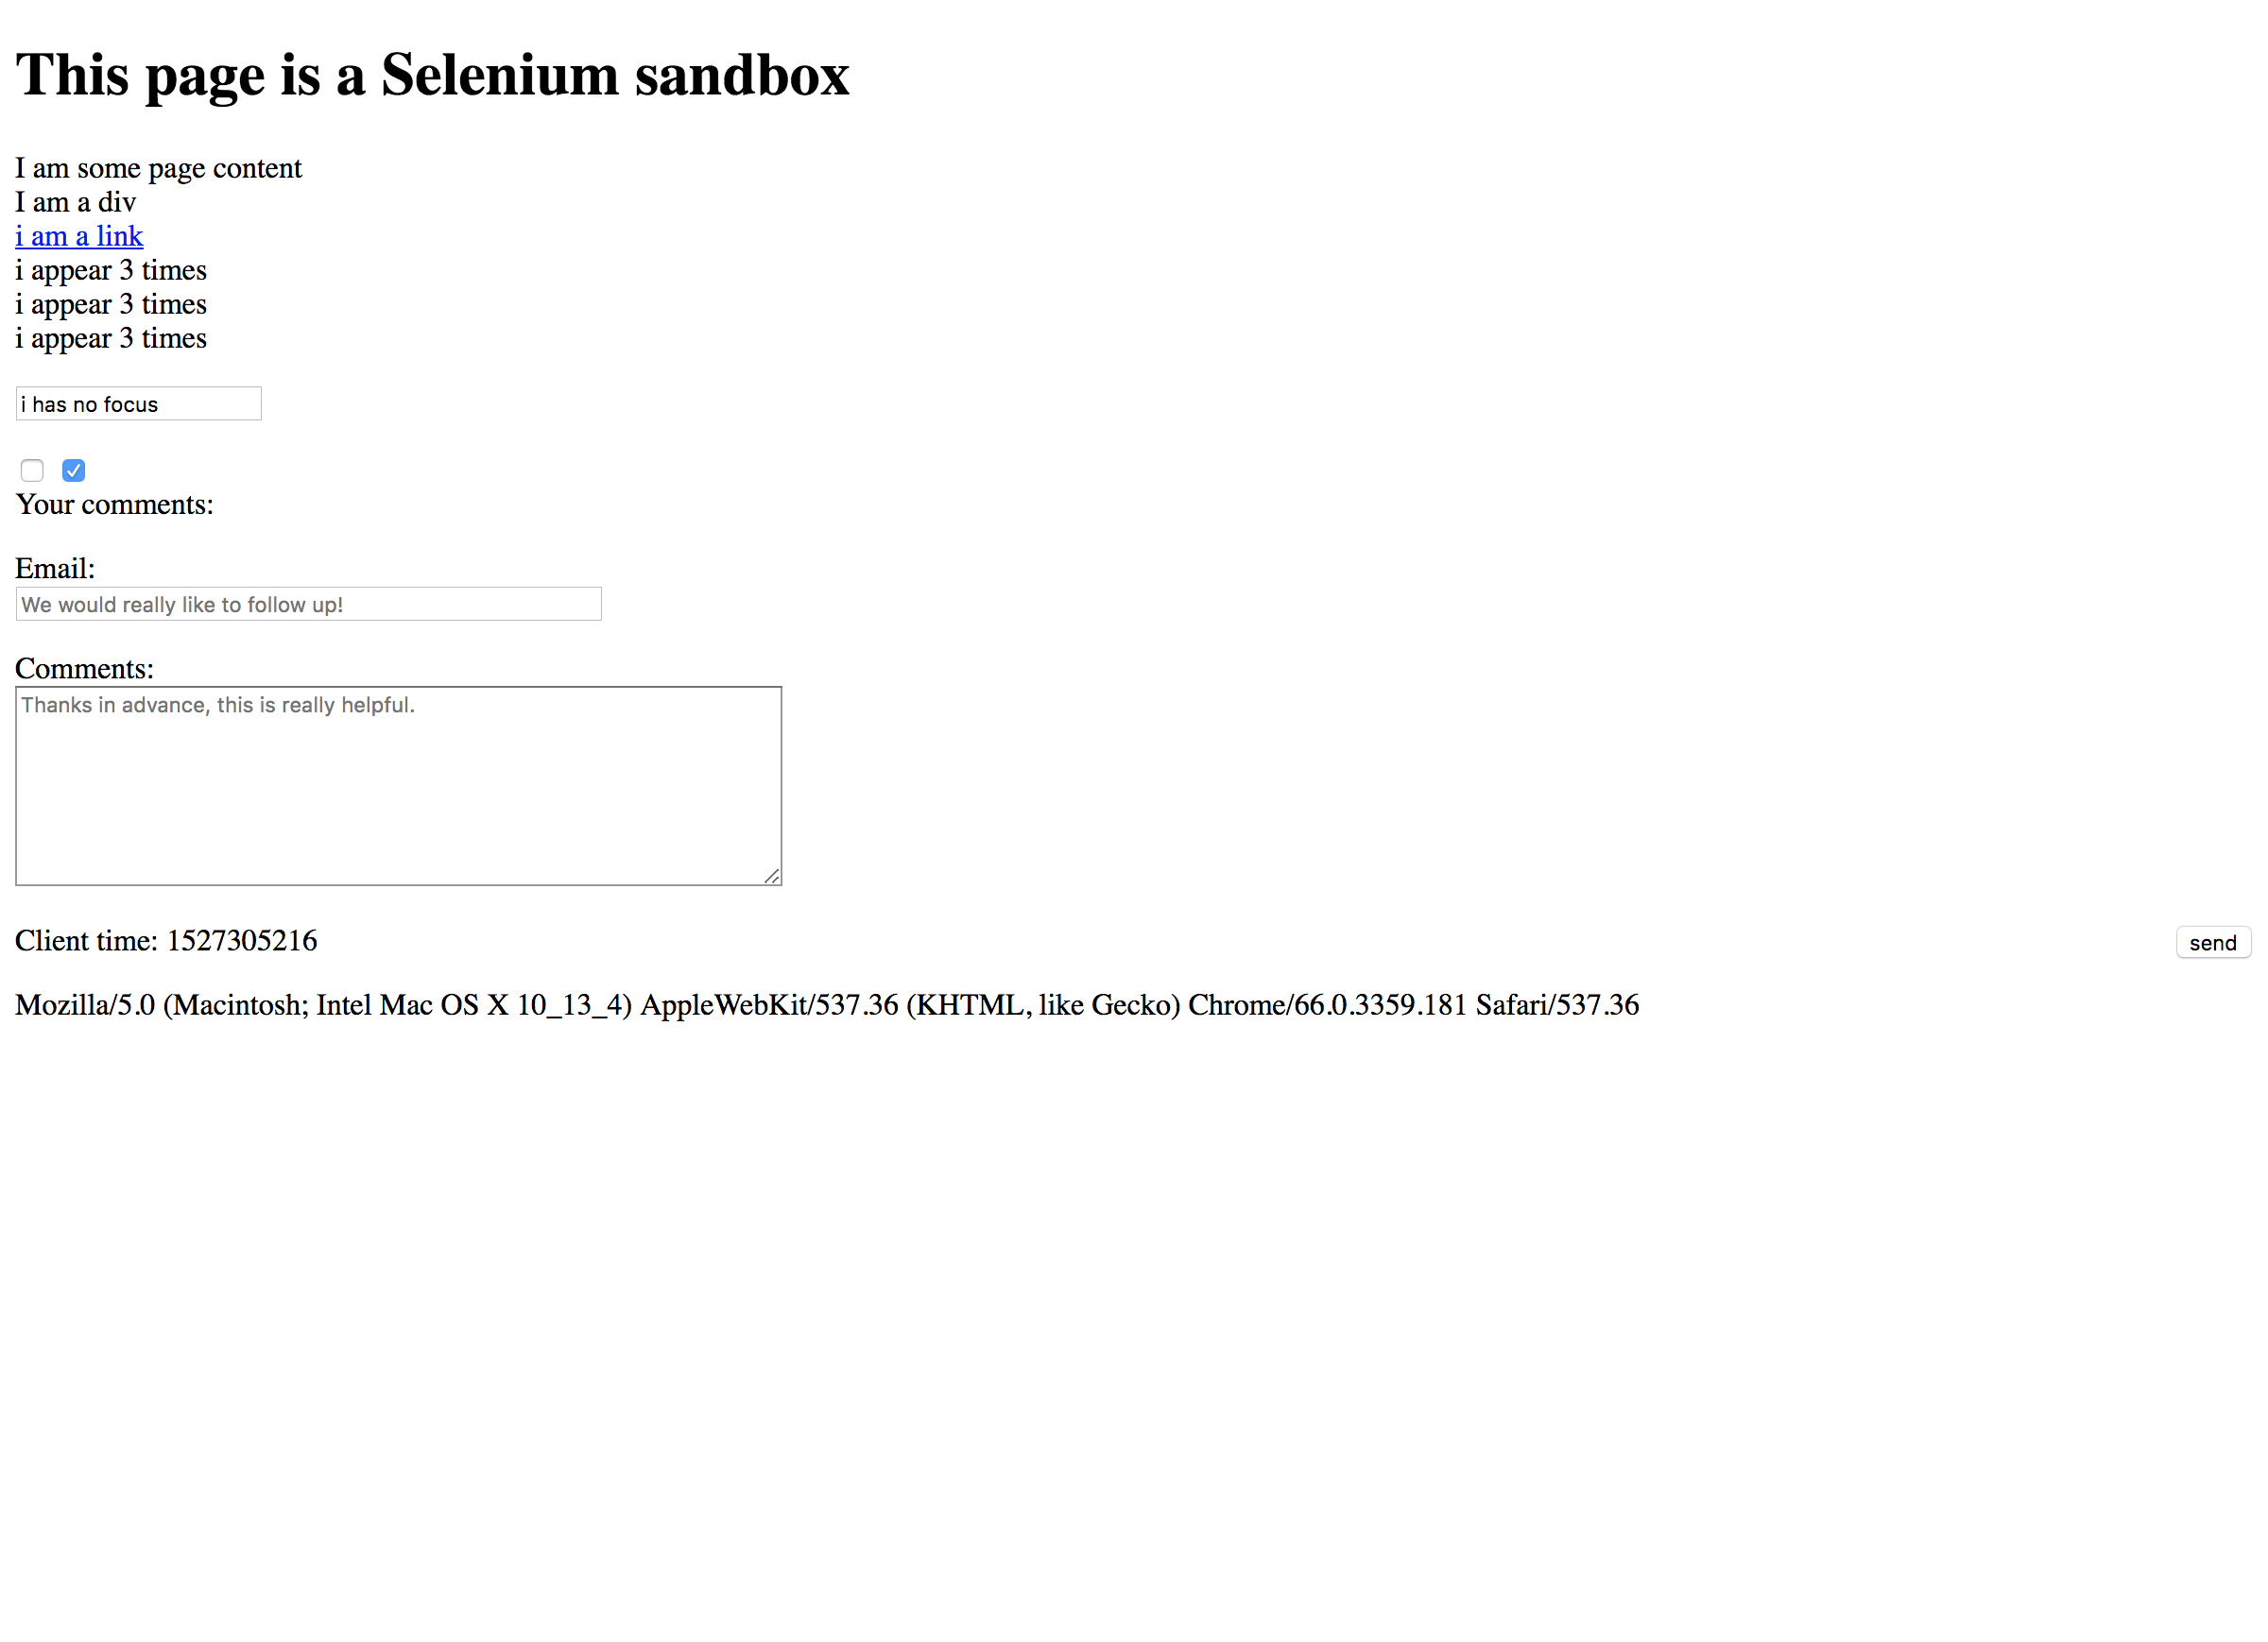 This page is a Selenium sandbox
I am some page content
I am a div
i am a link
i appear 3 times
i appear 3 times
i appear 3 times
i has no focus
Your comments:
Email:
We would really like to follow up!
Comments:
Thanks in advance, this is really helpful.
Client time: 1527305216
send
Mozilla/5.0 (Macintosh; Intel Mac OS X 10_13_4) AppleWebKit/537.36 (KHTML, like Gecko) Chrome/66.0.3359.181 Safari/537.36